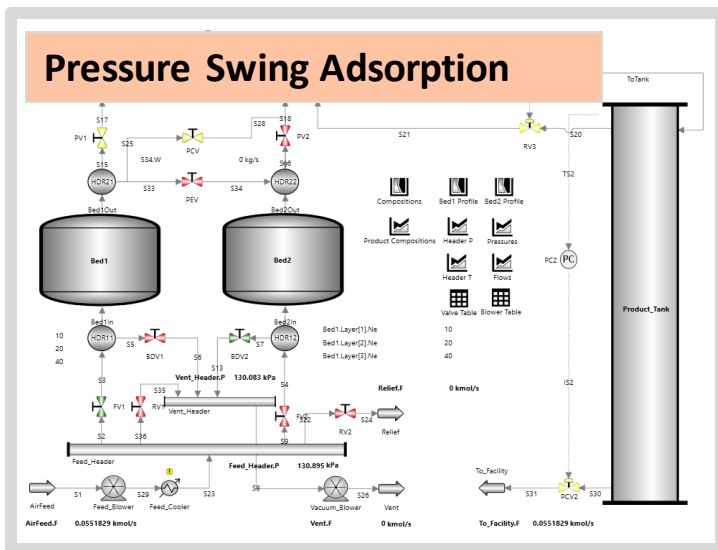 Pressure Swing Adsorption
ToTank
S17
S18
S28
PV1
S25
PCV
PV2
S21
S20
RV3
S34.W
0 kg/s
S15
TS2
HDR21
S33
S34
HDR22
PEV
Compositions
Bed1 Profile
Bed2 Profile
Bed1Out
Bed2Out
Product Compositions
Header P
Pressures
Bed1
Bed2
PC2
PC
Header T
Flows
Valve Table
Blower Table
Product_Tank
Bed1In
Bed2In
10
HDR11
S5
S7
HDR12
Bed1.Layer[1].Ne
10
20
BDV1
S6
BDV2
Bed1.Layer[2].Ne
20
40
S13
Bed1.Layer[3].Ne
40
Vent_Header.P
130.083 kPa
S3
S35
S4
IS2
Relief.F
0 kmol/s
FV1
RV1
Vent_Header
S2
S36
S9
S22
S24
RV2
Relief
Feed_Header
Feed_Header.P
130.895 kPa
To_Facility
S1
S29
S23
S8
S26
S31
S30
PCV2
AirFeed
Feed_Blower
Feed_Cooler
Vacuum_Blower
Vent
AirFeed.F
0.0551829 kmol/s
Vent.F
0 kmol/s
To_Facility.F
0.0551829 kmol/s